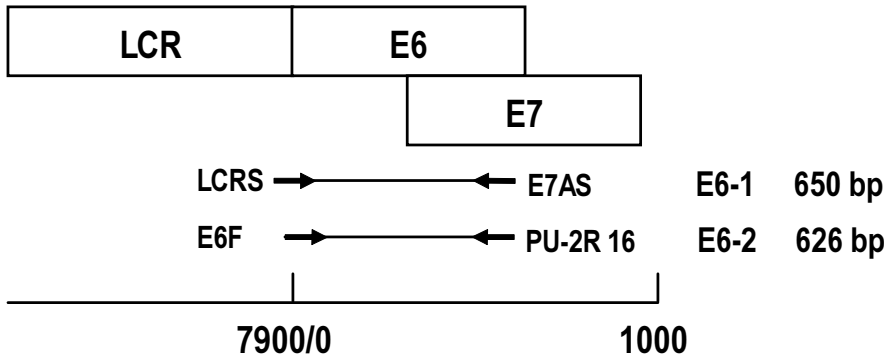 LCR E6
E7
LCRS E7AS E6-1 650 bp
E6F PU-2R 16 E6-2 626 bp
7900/0 1000